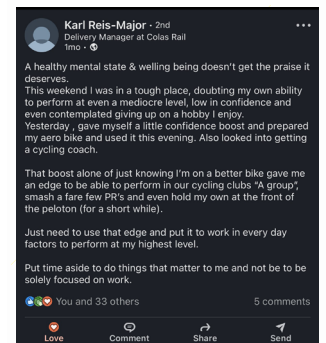 Karl Reis-Major • 2nd
Delivery Manager at Colas Rail
1mo •
A healthy mental state & welling being doesn't get the praise it
deserves.
This weekend I was in a tough place, doubting my own ability
to perform at even a mediocre level, low in confidence and
even contemplated giving up on a hobby I enjoy.
Yesterday , gave myself a little confidence boost and prepared
my aero bike and used it this evening. Also looked into getting
a cycling coach.
That boost alone of just knowing I'm on a better bike gave me
an edge to be able to perform in our cycling clubs “A group”,
smash a fare few PR's and even hold my own at the front of
the peloton (for a short while).
Just need to use that edge and put it to work in every day
factors to perform at my highest level.
Put time aside to do things that matter to me and not be to be
solely focused on work.
You and 33 others 5 comments
Love Comment Share Send